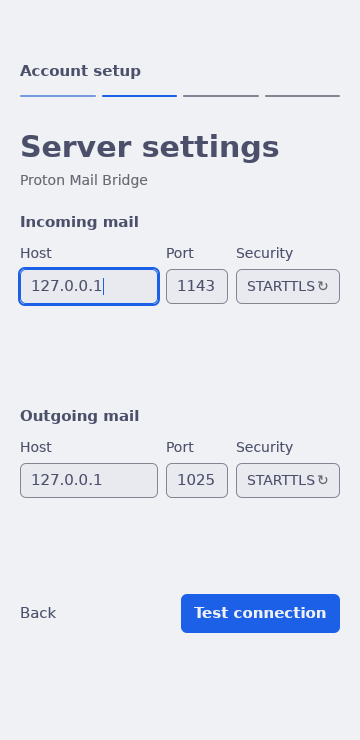 Account setup
Server settings
Proton Mail Bridge
Incoming mail
Host Port Security
127.0.0.1 1143 STARTTLS ↻
Outgoing mail
Host Port Security
127.0.0.1 1025 STARTTLS ↻
Back Test connection